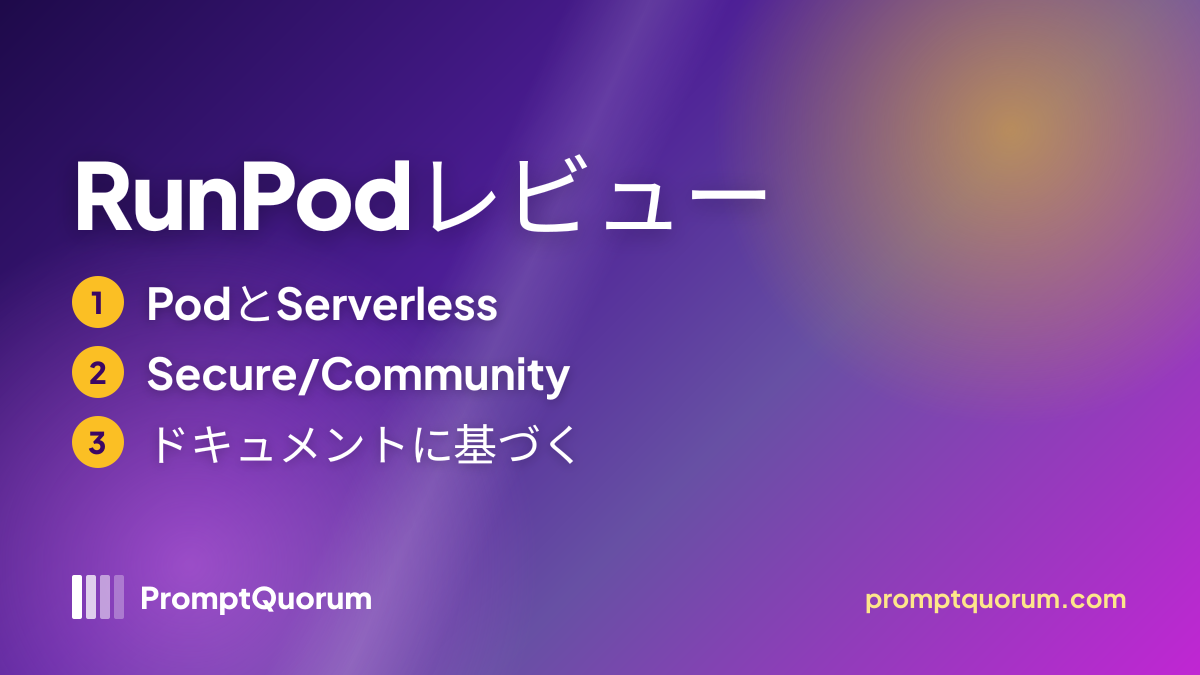 RunPodレビュー
1 PodとServerless
2 Secure/Community
3 ドキュメントに基づく
PromptQuorum
promptquorum.com